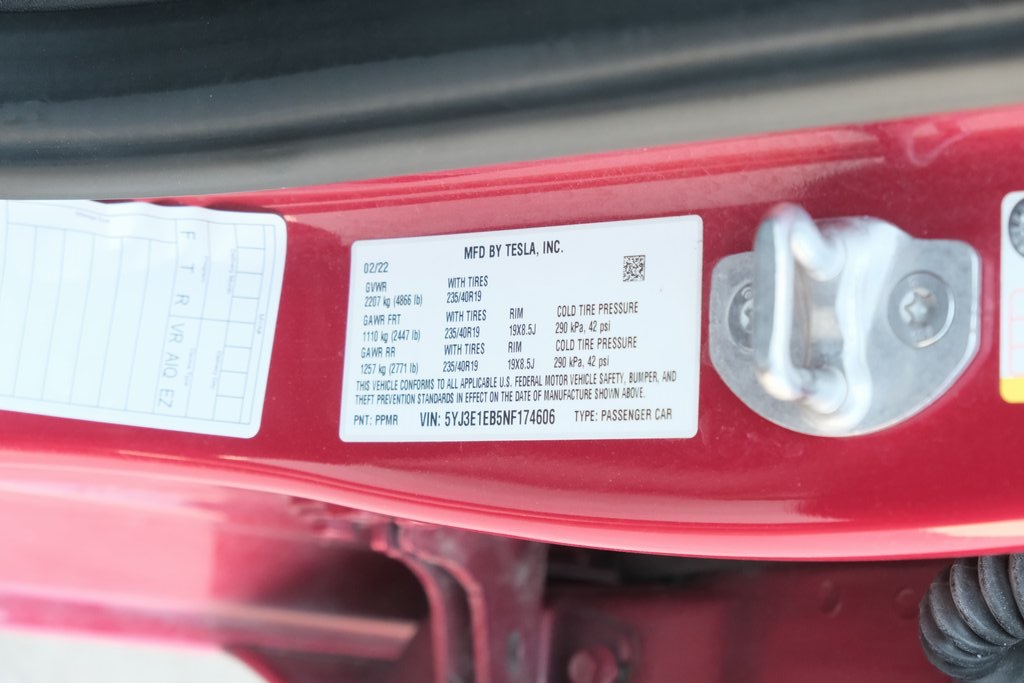 MFD BY TESLA, INC.
02/22
GVWR WITH TIRES
2207 kg (4866 lb) 235/40R19
GAWR FRT WITH TIRES RIM COLD TIRE PRESSURE
1110 kg (2447 lb) 235/40R19 19X8.5J 290 kPa, 42 psi
GAWR RR WITH TIRES RIM COLD TIRE PRESSURE
1257 kg (2771 lb) 235/40R19 19X8.5J 290 kPa, 42 psi
THIS VEHICLE CONFORMS TO ALL APPLICABLE U.S. FEDERAL MOTOR VEHICLE SAFETY, BUMPER, AND
THEFT PREVENTION STANDARDS IN EFFECT ON THE DATE OF MANUFACTURE SHOWN ABOVE.
PNT: PPMR VIN: 5YJ3E1EB5NF174606 TYPE: PASSENGER CAR